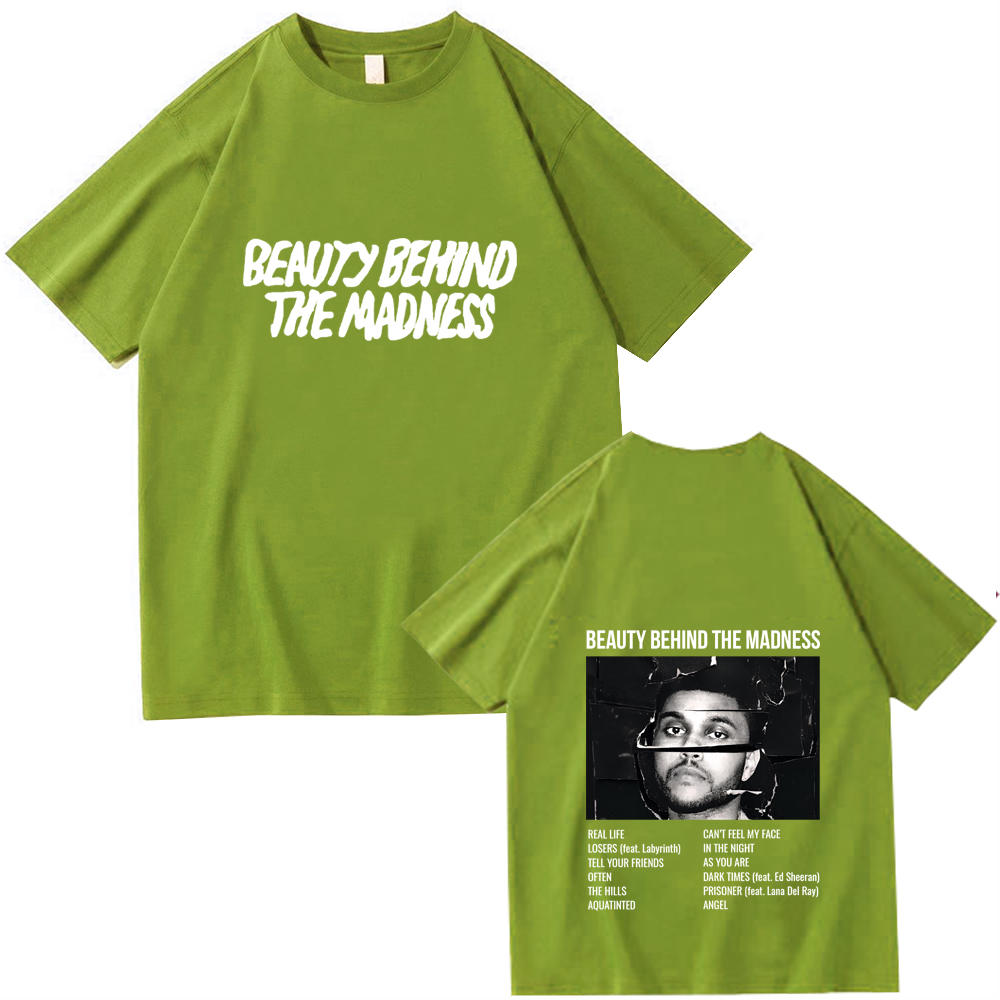 BEAUTY BEHIND
THE MADNESS
BEAUTY BEHIND THE MADNESS
REAL LIFE
LOSERS (feat. Labyrinth)
TELL YOUR FRIENDS
OFTEN
THE HILLS
AQUATINTED
CAN'T FEEL MY FACE
IN THE NIGHT
AS YOU ARE
DARK TIMES (feat. Ed Sheeran)
PRISONER (feat. Lana Del Ray)
ANGEL